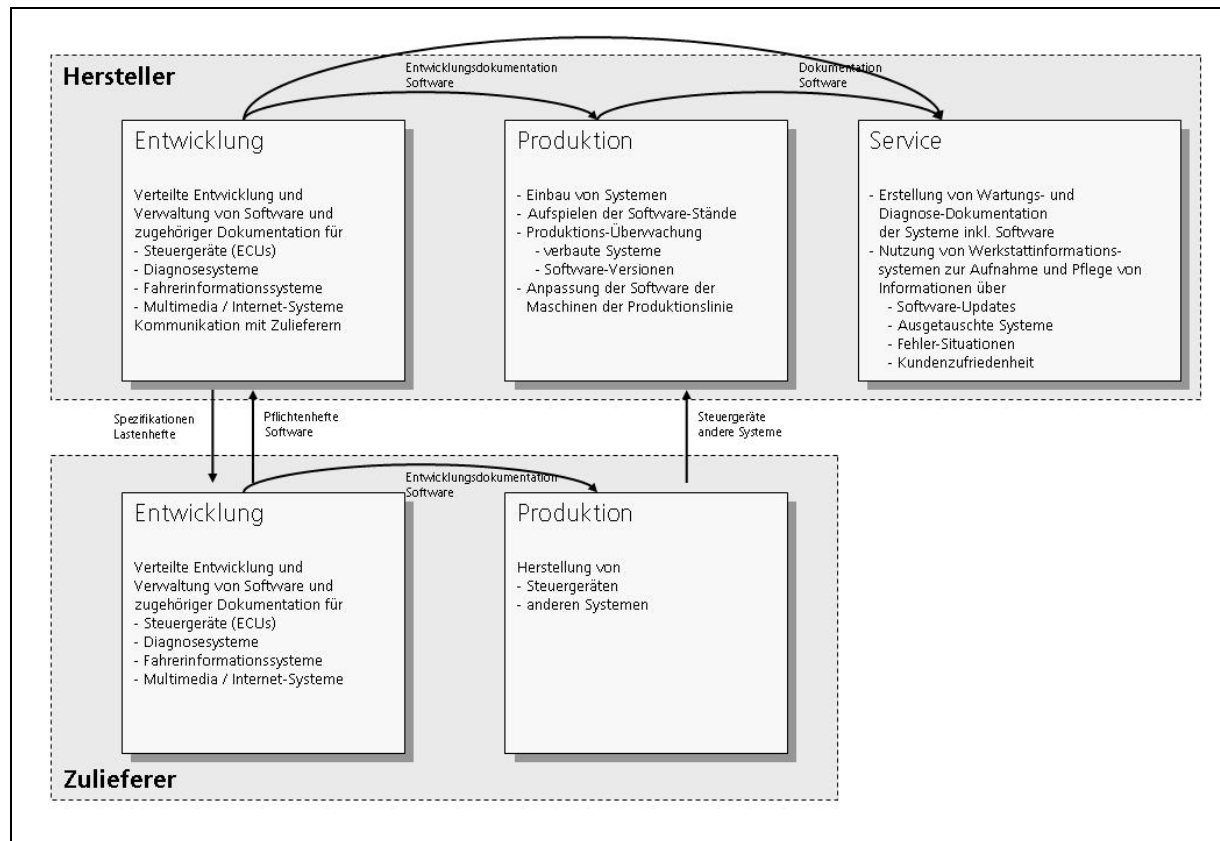 Hersteller
Entwicklungsdokumentation
Software
Dokumentation
Software
Entwicklung
Verteilte Entwicklung und
Verwaltung von Software und
zugehöriger Dokumentation für
- Steuergeräte (ECUs)
- Diagnosesysteme
- Fahrerinformationssysteme
- Multimedia / Internet-Systeme
Kommunikation mit Zulieferern
Produktion
- Einbau von Systemen
- Aufspielen der Software-Stände
- Produktions-Überwachung
- verbaute Systeme
- Software-Versionen
- Anpassung der Software der
Maschinen der Produktionslinie
Service
- Erstellung von Wartungs- und
Diagnose-Dokumentation
der Systeme inkl. Software
- Nutzung von Werkstattinformations-
systemen zur Aufnahme und Pflege von
Informationen über
- Software-Updates
- Ausgetauschte Systeme
- Fehler-Situationen
- Kundenzufriedenheit
Spezifikationen
Lastenhefte
Pflichtenhefte
Software
Steuergeräte
andere Systeme
Entwicklungsdokumentation
Software
Entwicklung
Verteilte Entwicklung und
Verwaltung von Software und
zugehöriger Dokumentation für
- Steuergeräte (ECUs)
- Diagnosesysteme
- Fahrerinformationssysteme
- Multimedia / Internet-Systeme
Produktion
Herstellung von
- Steuergeräten
- anderen Systemen
Zulieferer